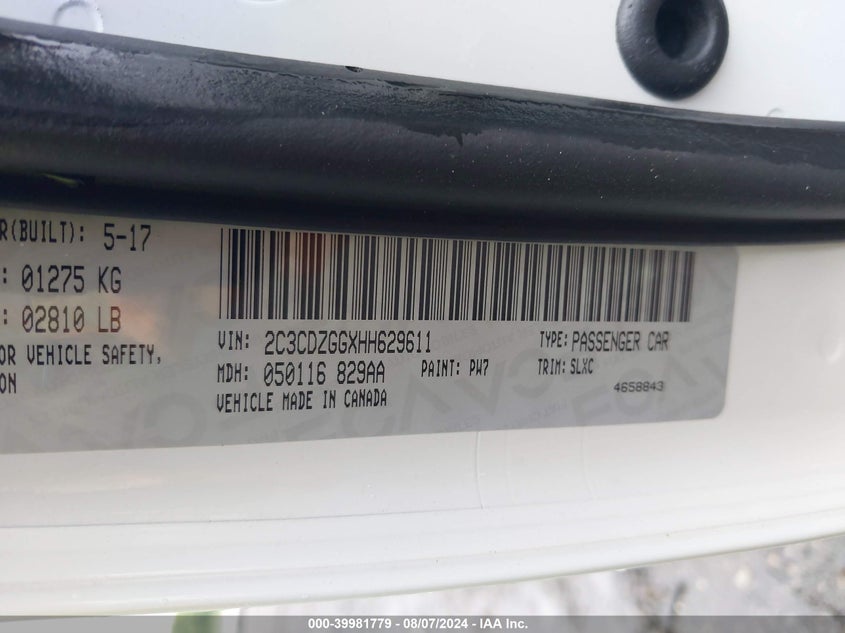 R(BUILT): 5-17
: 01275 KG
: 02810 LB
OR VEHICLE SAFETY,
ON
VIN: 2C3CDZGGXHH629611 TYPE: PASSENGER CAR
MDH: 050116 829AA PAINT: PW7 TRIM: SLXC
VEHICLE MADE IN CANADA 4658843
000-39981779 — 08/07/2024 — IAA Inc.